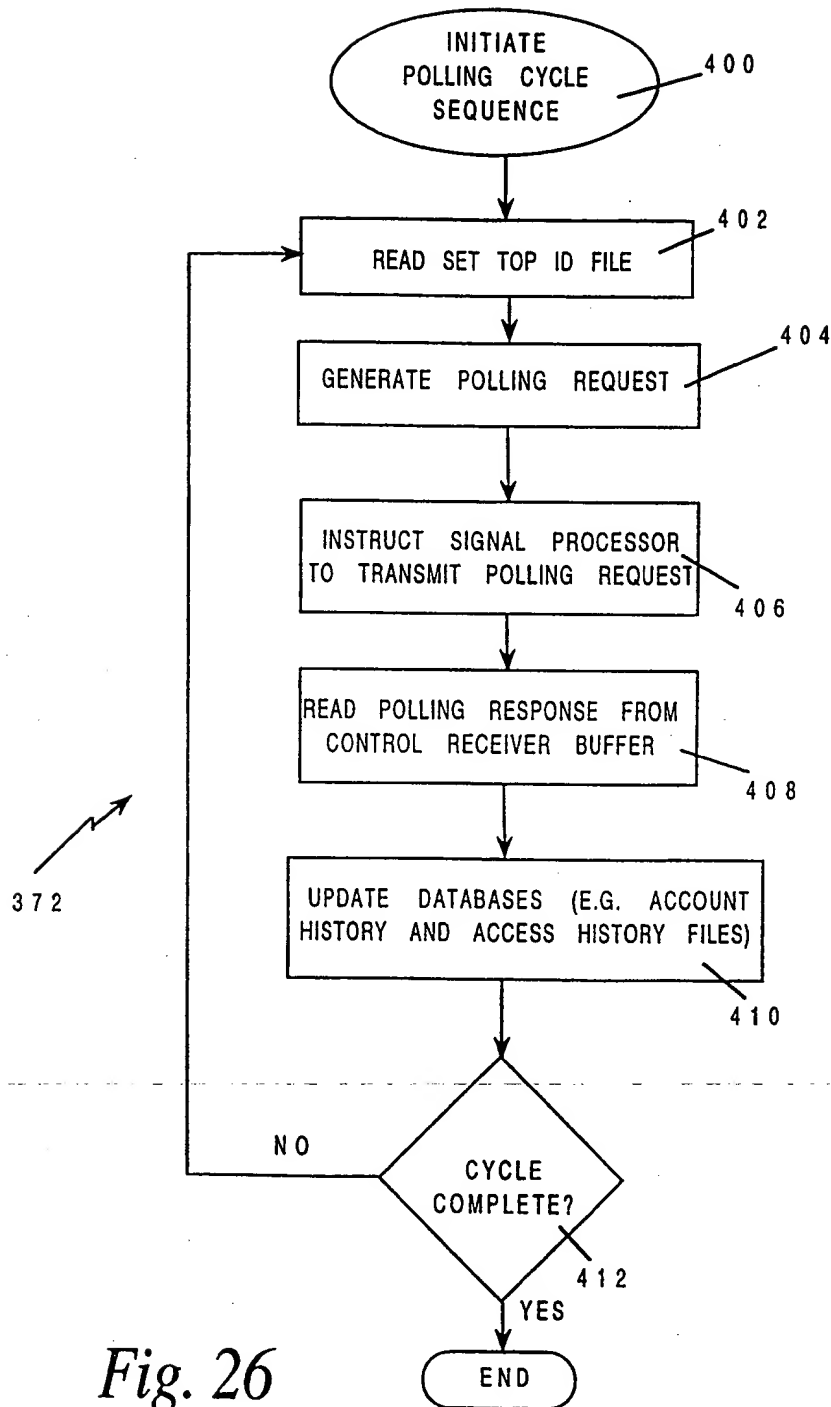 INITIATE
POLLING CYCLE
SEQUENCE
400
402
READ SET TOP ID FILE
404
GENERATE POLLING REQUEST
INSTRUCT SIGNAL PROCESSOR
TO TRANSMIT POLLING REQUEST
406
READ POLLING RESPONSE FROM
CONTROL RECEIVER BUFFER
408
372
UPDATE DATABASES (E.G. ACCOUNT
HISTORY AND ACCESS HISTORY FILES)
410
NO
CYCLE
COMPLETE?
412
YES
END
Fig. 26